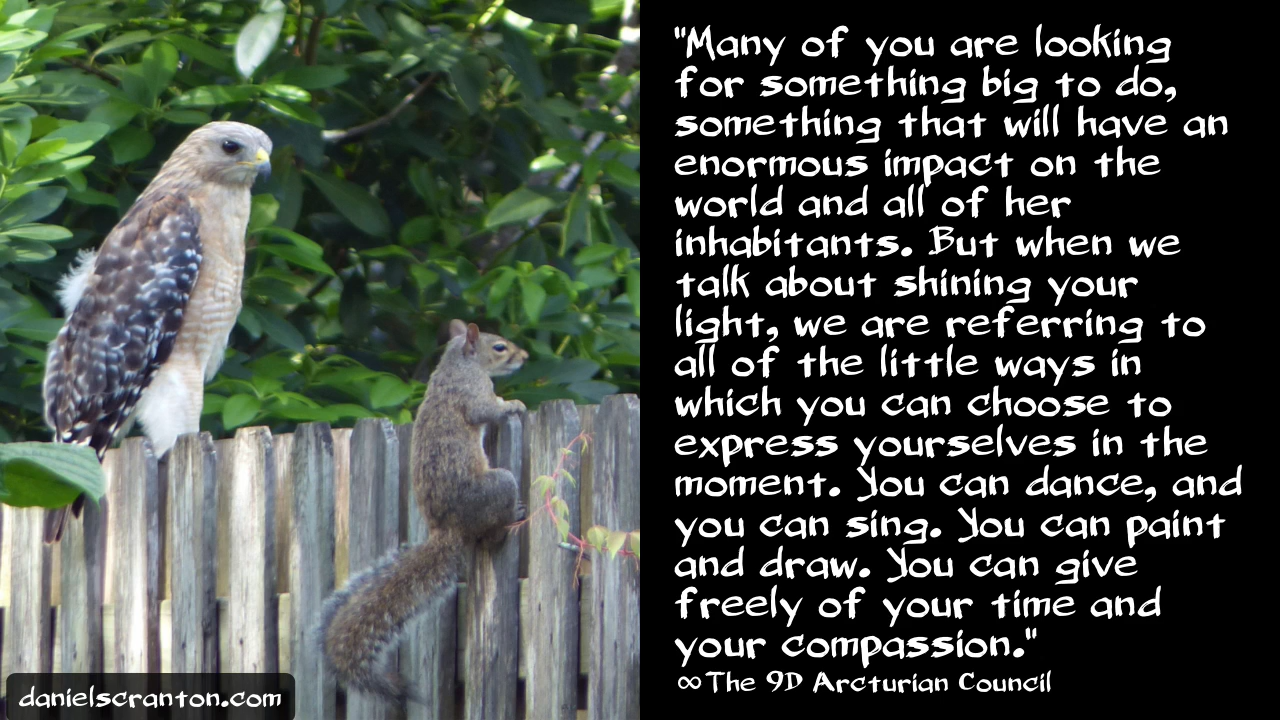 "Many of you are looking
for something big to do,
something that will have an
enormous impact on the
world and all of her
inhabitants. But when we
talk about shining your
light, we are referring to
all of the little ways in
which you can choose to
express yourselves in the
moment. You can dance, and
you can sing. You can paint
and draw. You can give
freely of your time and
your compassion."
∞The 9D Arcturian Council
danielscranton.com